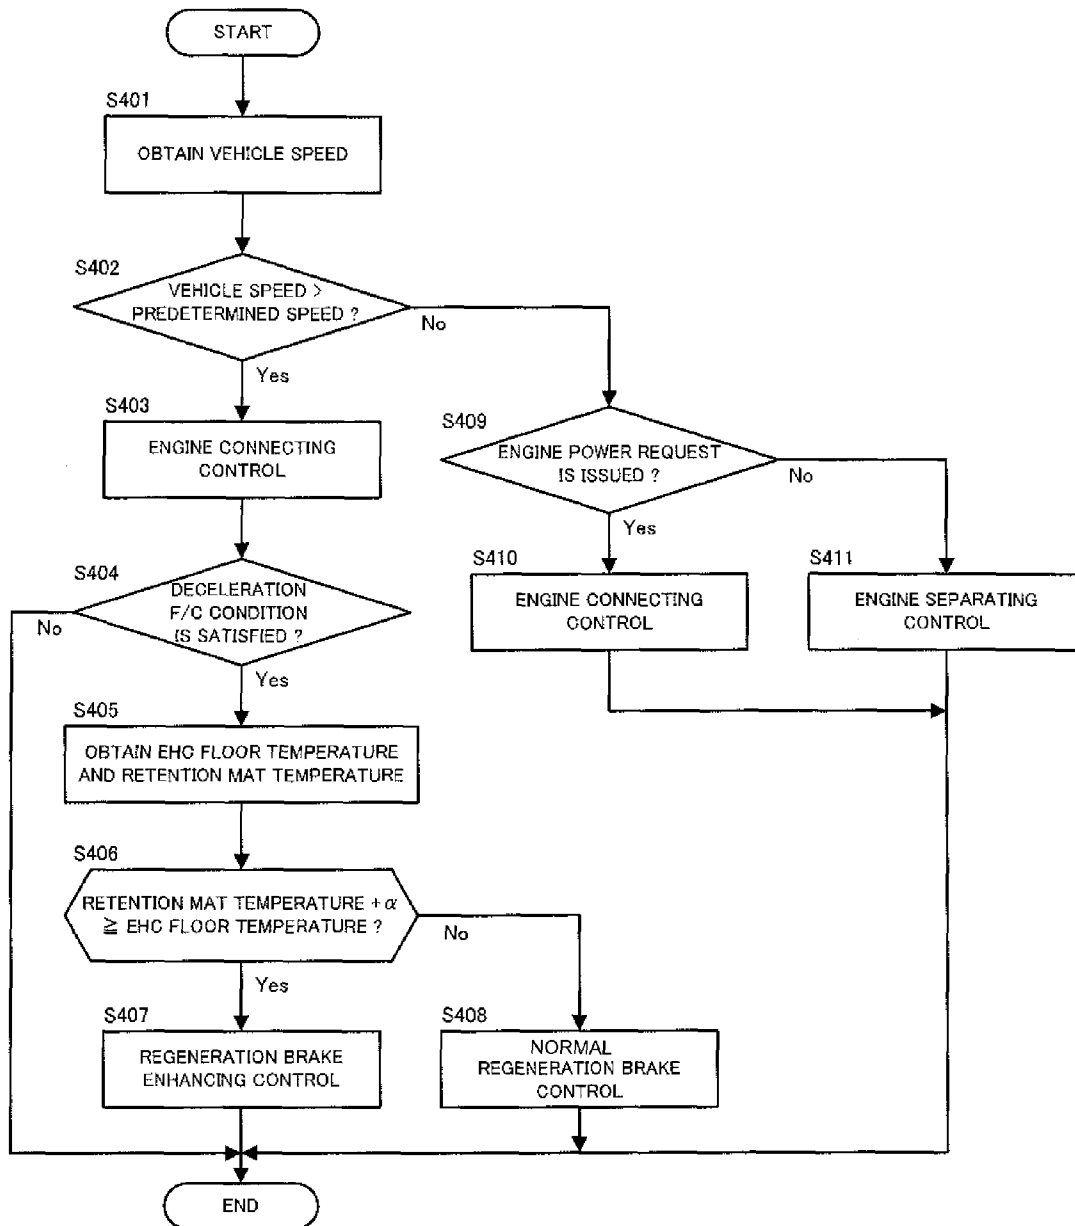 START
S401
OBTAIN VEHICLE SPEED
S402
VEHICLE SPEED >
PREDETERMINED SPEED ?
No
Yes
S403
ENGINE CONNECTING
CONTROL
S409
ENGINE POWER REQUEST
IS ISSUED ?
No
Yes
S404
DECELERATION
F/C CONDITION
IS SATISFIED ?
No
Yes
S410
ENGINE CONNECTING
CONTROL
S411
ENGINE SEPARATING
CONTROL
S405
OBTAIN EHC FLOOR TEMPERATURE
AND RETENTION MAT TEMPERATURE
S406
RETENTION MAT TEMPERATURE +α
≧ EHC FLOOR TEMPERATURE ?
No
Yes
S407
REGENERATION BRAKE
ENHANCING CONTROL
S408
NORMAL
REGENERATION BRAKE
CONTROL
END